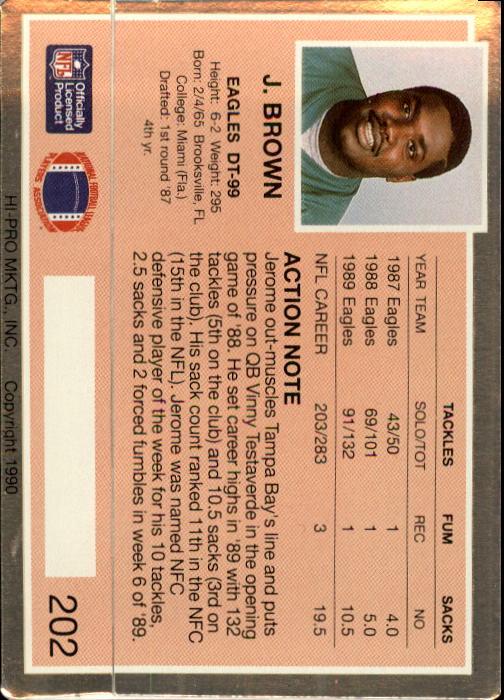 TACKLES FUM SACKS
YEAR TEAM SOLO/TOT REC NO
1987 Eagles 43/50 1 4.0
1988 Eagles 69/101 1 5.0
1989 Eagles 91/132 1 10.5
NFL CAREER 203/283 3 19.5
J. BROWN
EAGLES DT-99
Height: 6-2 Weight: 295
Born: 2/4/65 Brooksville, FL
College: Miami (Fla.)
Drafted: 1st round '87
4th yr.
ACTION NOTE
Jerome out-muscles Tampa Bay's line and puts
pressure on QB Vinny Testaverde in the opening
game of '88. He set career highs in '89 with 132
tackles (5th on the club) and 10.5 sacks (3rd on
the club). His sack count ranked 11th in the NFC
(15th in the NFL). Jerome was named NFC
defensive player of the week for his 10 tackles,
2.5 sacks and 2 forced fumbles in week 6 of '89.
NFL
Officially
Licensed
Product
NATIONAL FOOTBALL LEAGUE
PLAYERS ASSOCIATION
202
HI-PRO MKTG., INC. Copyright 1990